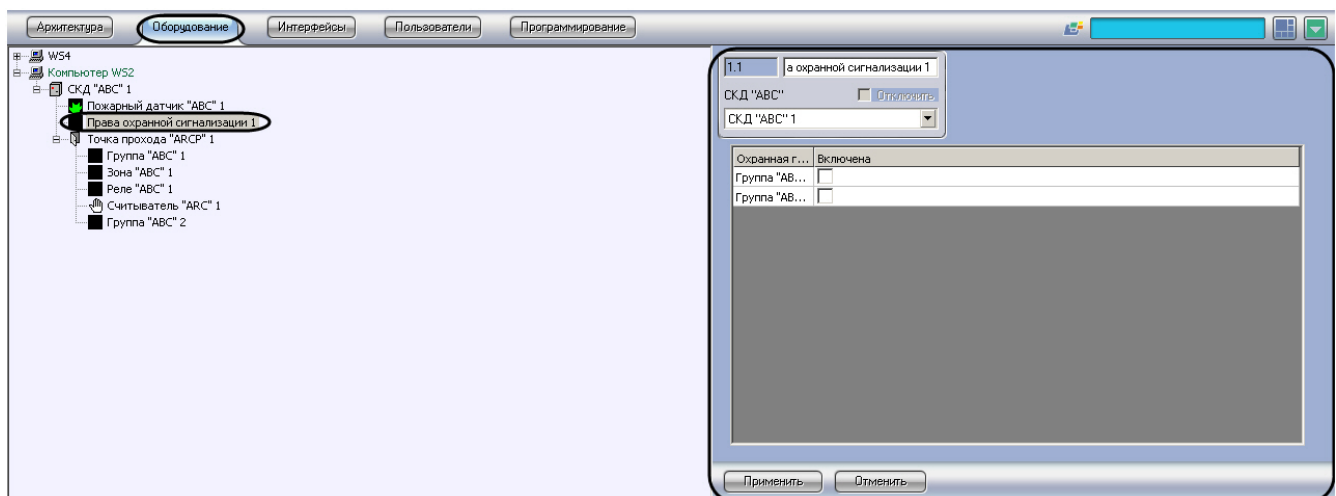 Архитектура Оборудование Интерфейсы Пользователи Программирование
WS4
Компьютер WS2
СКД "ABC" 1
Пожарный датчик "ABC" 1
Права охранной сигнализации 1
Точка прохода "ARCP" 1
Группа "ABC" 1
Зона "ABC" 1
Реле "ABC" 1
Считыватель "ARC" 1
Группа "ABC" 2
1.1 а охранной сигнализации 1
СКД "ABC" Отключить
СКД "ABC" 1
Охранная г... Включена
Группа "AB...
Группа "AB...
Применить Отменить